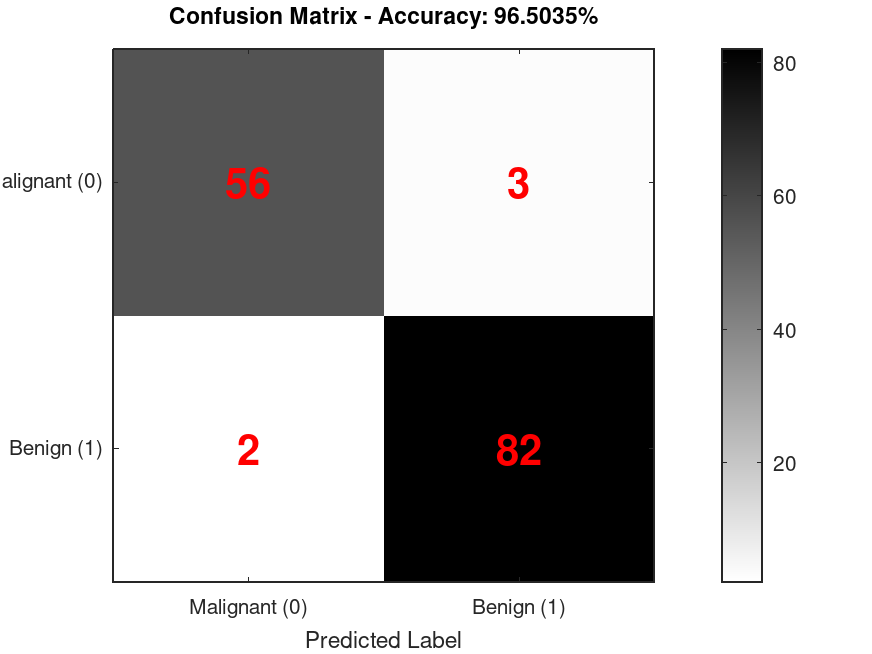 Confusion Matrix - Accuracy: 96.5035%
80
alignant (0)
56
3
60
40
Benign (1)
2
82
20
Malignant (0)
Benign (1)
Predicted Label